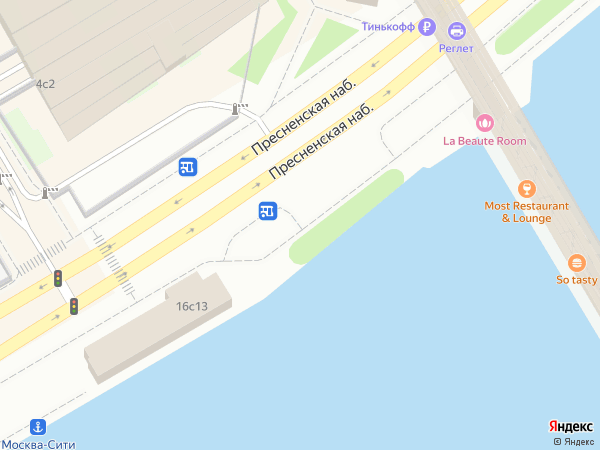 Тинькофф
Реглет
4с2
Пресненская наб.
Пресненская наб.
La Beaute Room
Most Restaurant
& Lounge
So tasty
16с13
Москва-Сити
Яндекс
© Яндекс